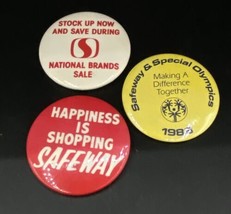 STOCK UP NOW
AND SAVE DURING
NATIONAL BRANDS
SALE
Safeway & Special Olympics
Making A
Difference
Together
HAPPINESS
IS
SHOPPING
SAFEWAY